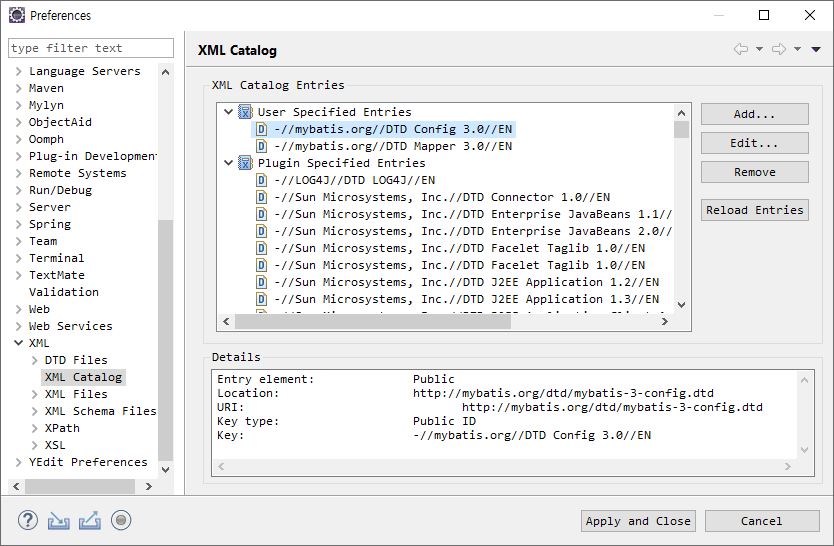 Preferences
type filter text
Language Servers
Maven
Mylyn
ObjectAid
Oomph
Plug-in Development
Remote Systems
Run/Debug
Server
Spring
Team
Terminal
TextMate
Validation
Web
Web Services
XML
DTD Files
XML Catalog
XML Files
XML Schema Files
XPath
XSL
YEdit Preferences
XML Catalog
XML Catalog Entries
User Specified Entries
-//mybatis.org//DTD Config 3.0//EN
-//mybatis.org//DTD Mapper 3.0//EN
Plugin Specified Entries
-//LOG4J//DTD LOG4J//EN
-//Sun Microsystems, Inc.//DTD Connector 1.0//EN
-//Sun Microsystems, Inc.//DTD Enterprise JavaBeans 1.1//
-//Sun Microsystems, Inc.//DTD Enterprise JavaBeans 2.0//
-//Sun Microsystems, Inc.//DTD Facelet Taglib 1.0//EN
-//Sun Microsystems, Inc.//DTD Facelet Taglib 1.0//EN
-//Sun Microsystems, Inc.//DTD J2EE Application 1.2//EN
-//Sun Microsystems, Inc.//DTD J2EE Application 1.3//EN
Add...
Edit...
Remove
Reload Entries
Details
Entry element: Public
Location: http://mybatis.org/dtd/mybatis-3-config.dtd
URI: http://mybatis.org/dtd/mybatis-3-config.dtd
Key type: Public ID
Key: -//mybatis.org//DTD Config 3.0//EN
Apply and Close
Cancel